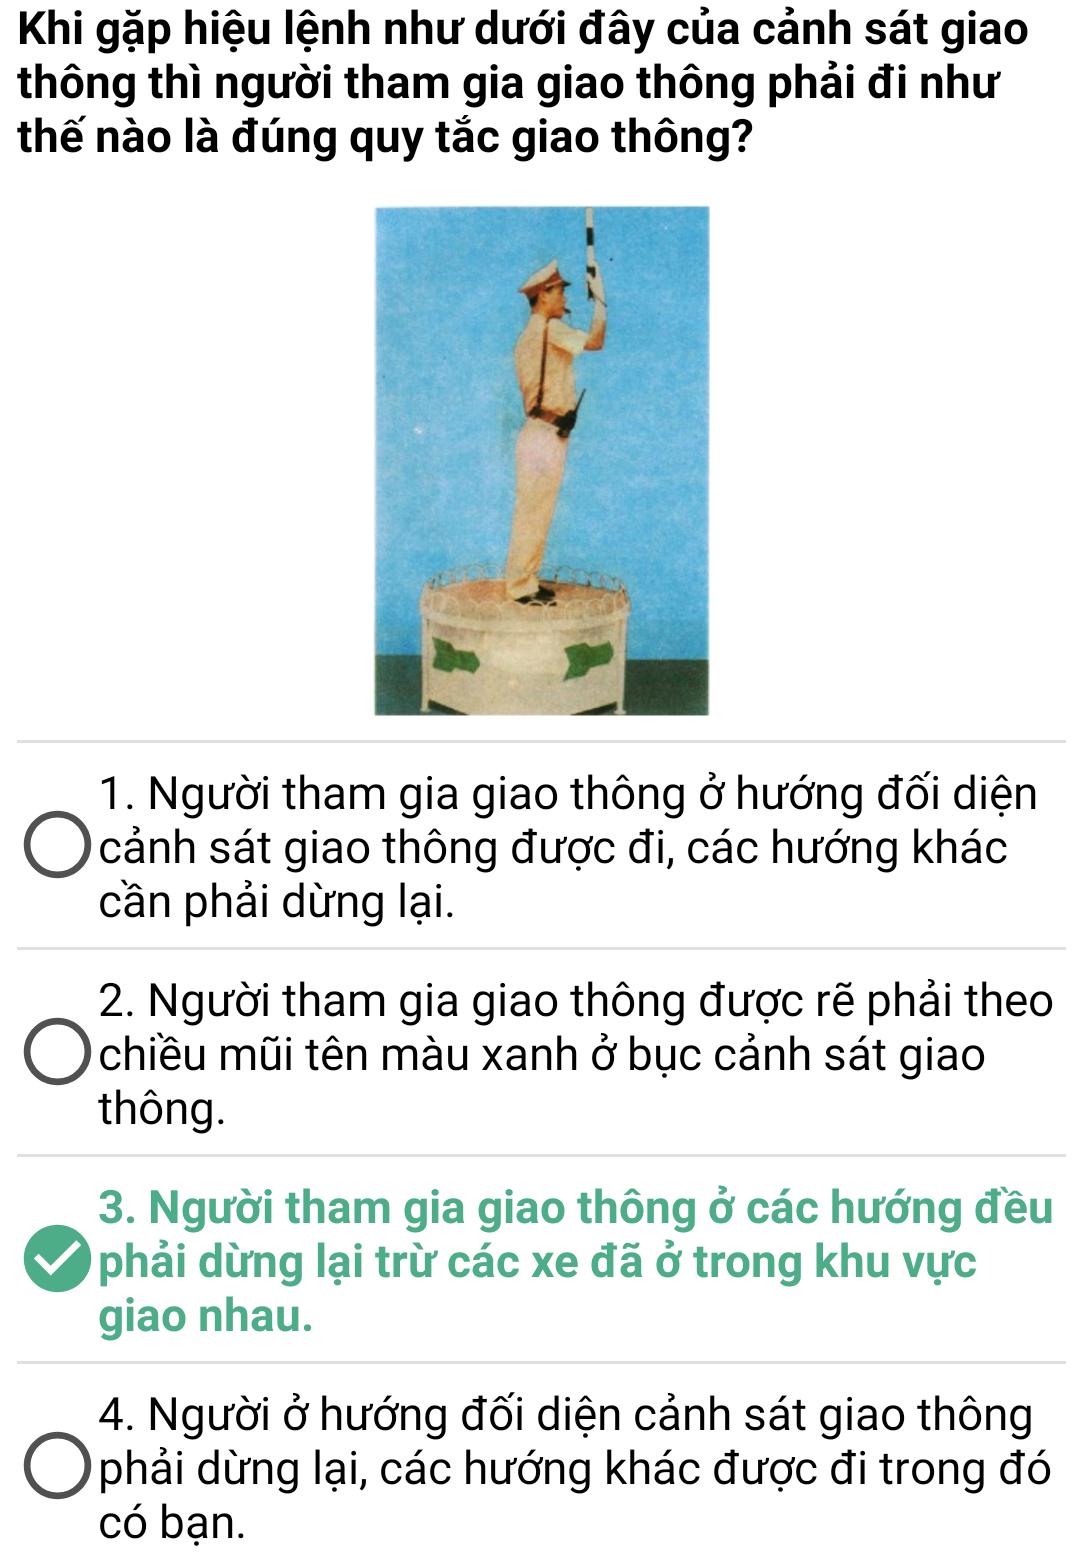 Khi gặp hiệu lệnh như dưới đây của cảnh sát giao
thông thì người tham gia giao thông phải đi như
thế nào là đúng quy tắc giao thông?
1. Người tham gia giao thông ở hướng đối diện
cảnh sát giao thông được đi, các hướng khác
cần phải dừng lại.
2. Người tham gia giao thông được rẽ phải theo
chiều mũi tên màu xanh ở bục cảnh sát giao
thông.
3. Người tham gia giao thông ở các hướng đều
phải dừng lại trừ các xe đã ở trong khu vực
giao nhau.
4. Người ở hướng đối diện cảnh sát giao thông
phải dừng lại, các hướng khác được đi trong đó
có bạn.